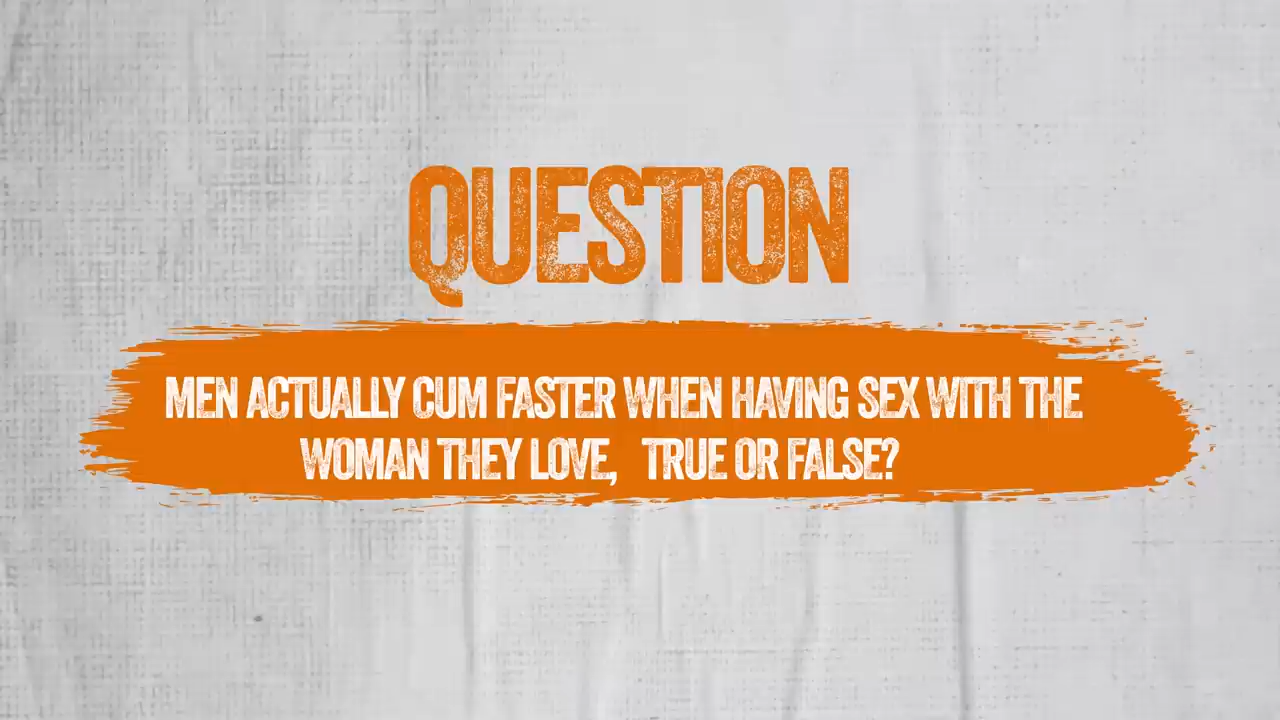 QUESTION
MEN ACTUALLY CUM FASTER WHEN HAVING SEX WITH THE
WOMAN THEY LOVE, TRUE OR FALSE?